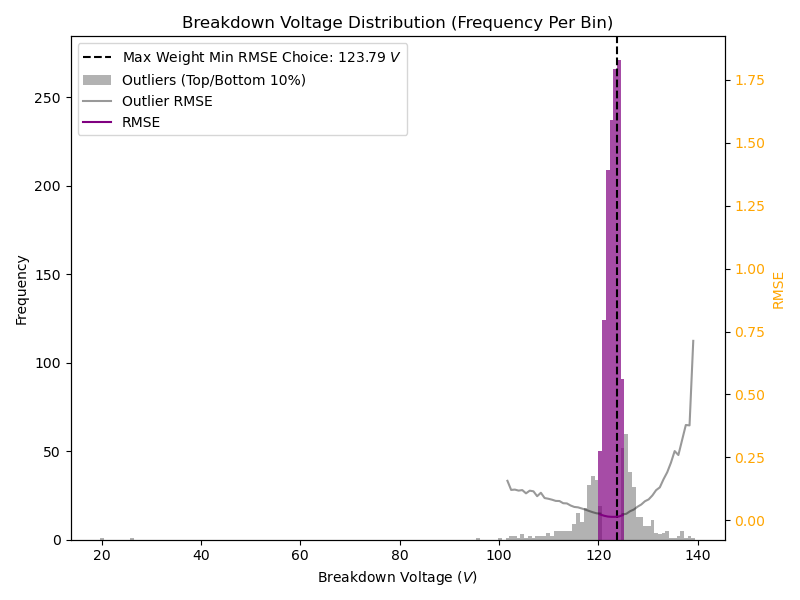 Breakdown Voltage Distribution (Frequency Per Bin)
Max Weight Min RMSE Choice: 123.79 V
Outliers (Top/Bottom 10%)
Outlier RMSE
RMSE
Frequency
250
200
150
100
50
0
20
40
60
80
100
120
140
Breakdown Voltage (V)
1.75
1.50
1.25
1.00
0.75
0.50
0.25
0.00
RMSE